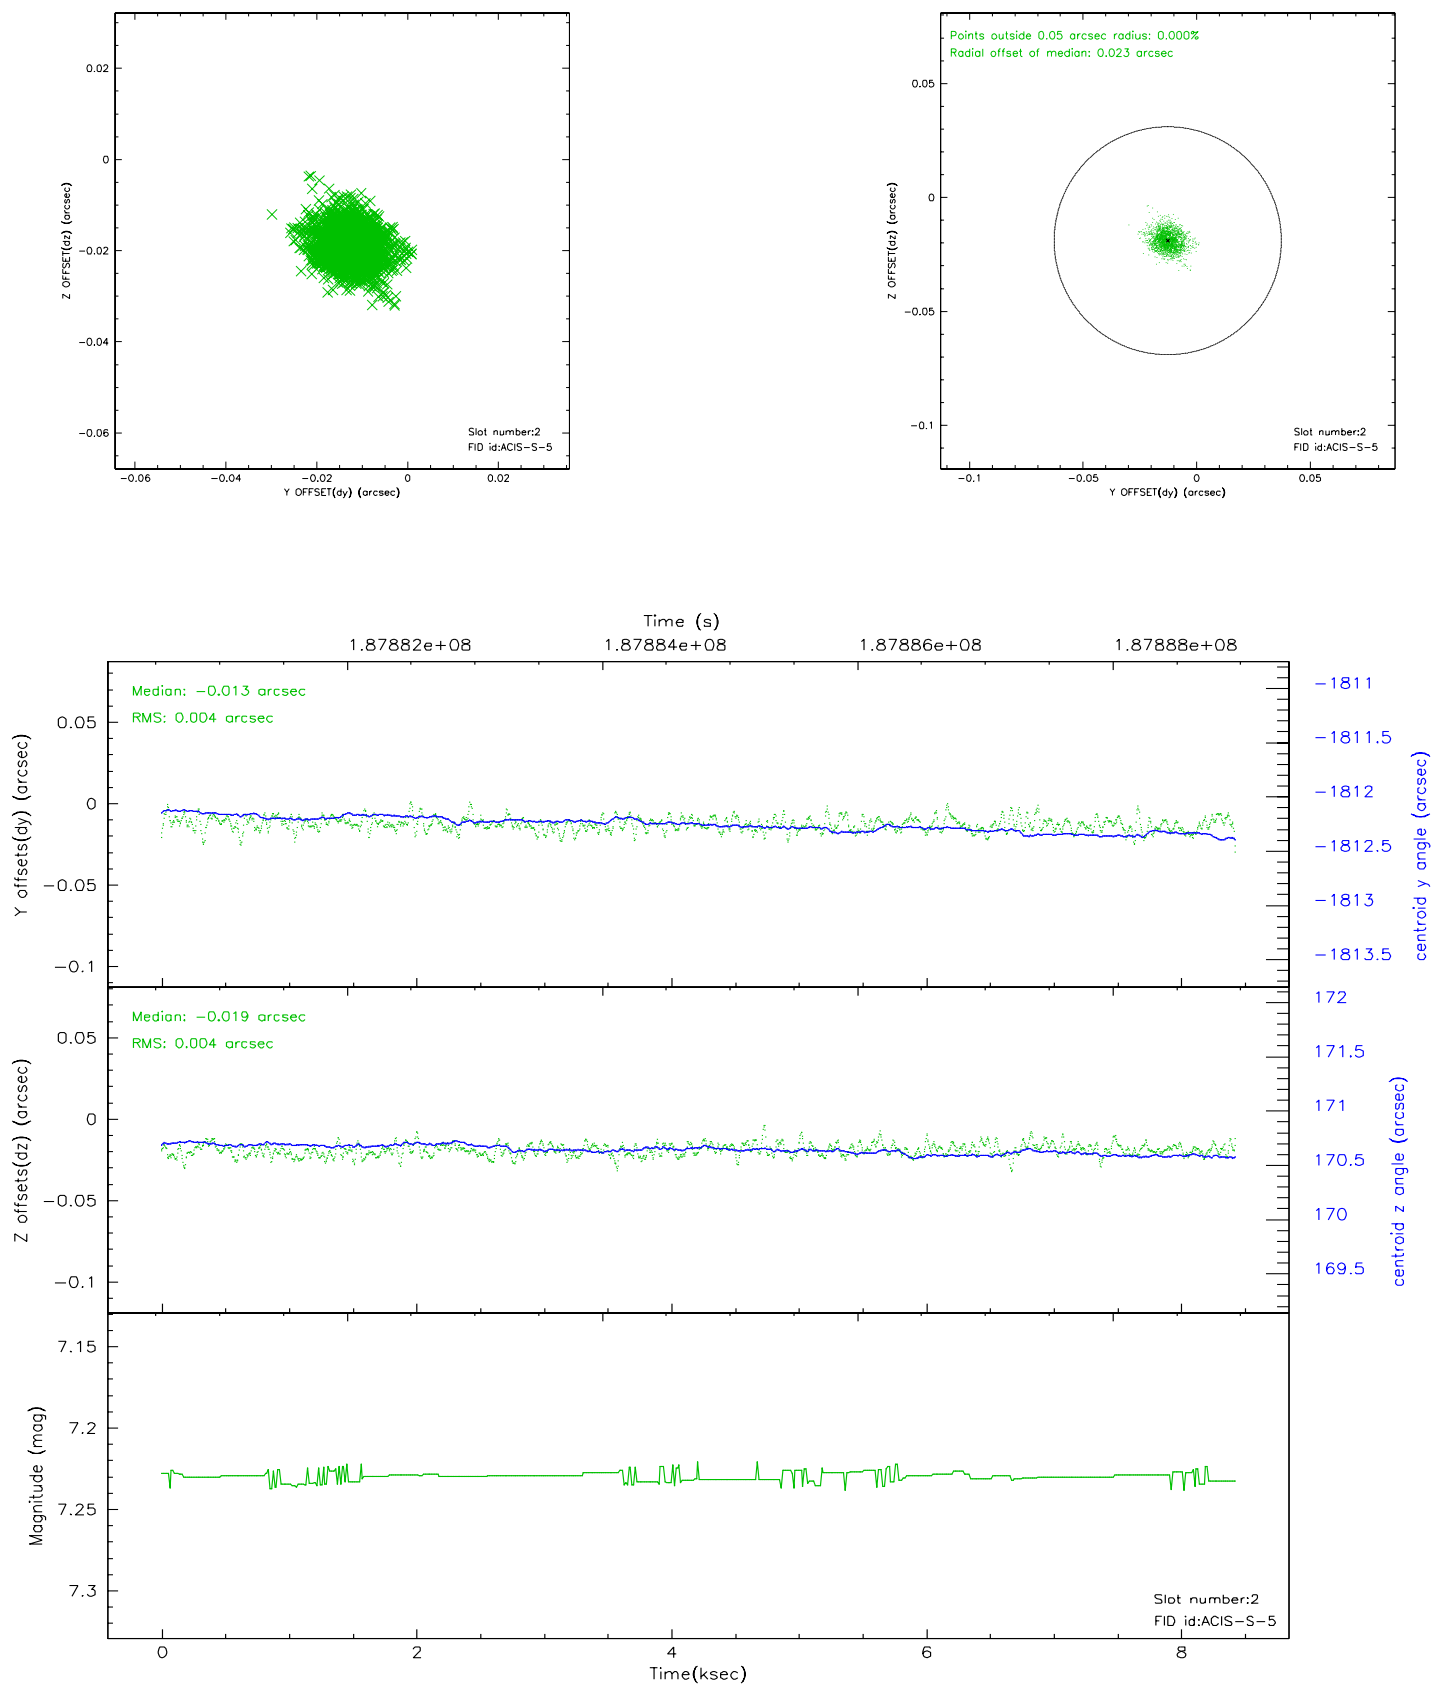 0.02
0
−0.02
−0.04
−0.06
Z OFFSET(dz) (arcsec)
Slot number:2
FID id:ACIS−S−5
−0.06 −0.04 −0.02 0 0.02
Y OFFSET(dy) (arcsec)
Points outside 0.05 arcsec radius: 0.000%
Radial offset of median: 0.023 arcsec
0.05
0
−0.05
−0.1
Z OFFSET(dz) (arcsec)
Slot number:2
FID id:ACIS−S−5
−0.1 −0.05 0 0.05
Y OFFSET(dy) (arcsec)
Time (s)
1.87882e+08 1.87884e+08 1.87886e+08 1.87888e+08
Median: −0.013 arcsec
RMS: 0.004 arcsec
0.05
0
−0.05
−0.1
Y offsets(dy) (arcsec)
−1811
−1811.5
−1812
−1812.5
−1813
−1813.5
centroid y angle (arcsec)
Median: −0.019 arcsec
RMS: 0.004 arcsec
0.05
0
−0.05
−0.1
Z offsets(dz) (arcsec)
172
171.5
171
170.5
170
169.5
centroid z angle (arcsec)
7.15
7.2
7.25
7.3
Magnitude (mag)
Slot number:2
FID id:ACIS−S−5
0 2 4 6 8
Time(ksec)